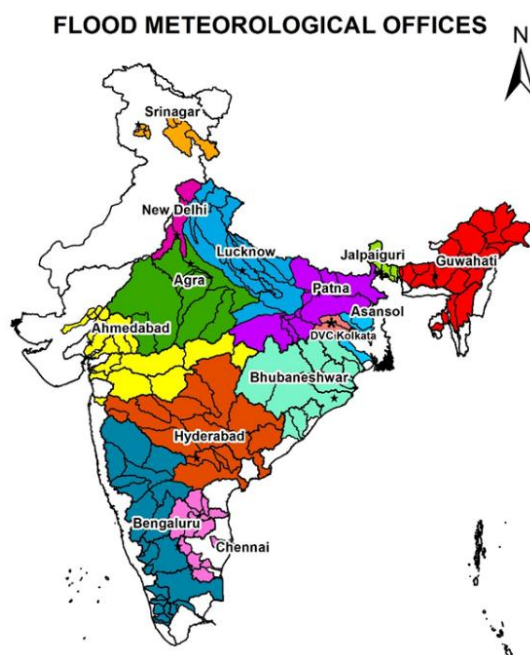 FLOOD METEOROLOGICAL OFFICES
N
Srinagar
New Delhi
Lucknow
Jalpaiguri
Guwahati
Agra
Patna
Asansol
Ahmedabad
DVC Kolkata
Bhubaneshwar
Hyderabad
Bengaluru
Chennai